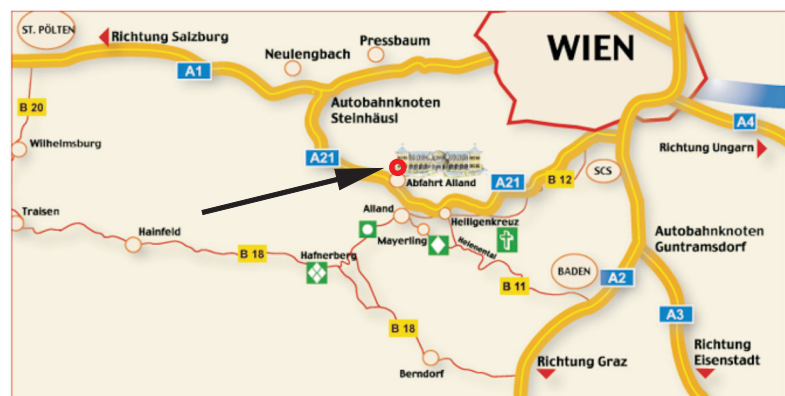 ST. PÖLTEN
Richtung Salzburg
Pressbaum
Neulengbach
WIEN
A1
Autobahnknoten
Steinhäusl
B 20
A4
Wilhelmsburg
Richtung Ungarn
A21
Abfahrt Alland
A21
B 12
SCS
Traisen
Alland
Heiligenkreuz
Hainfeld
Mayerling
Helenental
Autobahnknoten
Guntramsdorf
B 18
Hafnerberg
BADEN
A2
B 11
A3
B 18
Richtung
Eisenstadt
Richtung Graz
Berndorf